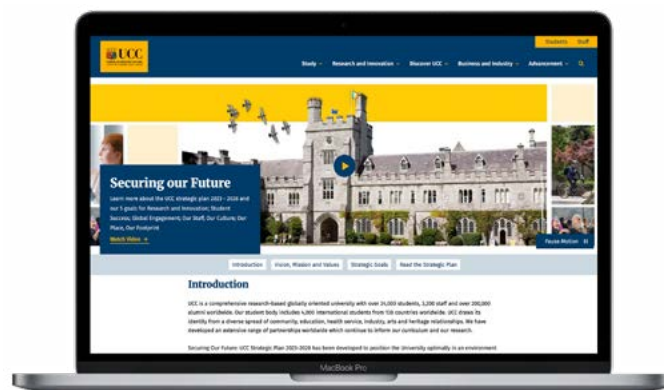 Students Staff
UCC
Study Research and Innovation Discover UCC Business and Industry Advancement
Securing our Future
Learn more about the UCC strategic plan 2023 - 2028 and
our 5 goals for Research and Innovation; Student
Success; Global Engagement; Our Staff, Our Culture; Our
Place, Our Footprint
Watch Video →
Pause Motion
Introduction Vision, Mission and Values Strategic Goals Read the Strategic Plan
Introduction
UCC is a comprehensive research-based globally oriented university with over 24,000 students, 3,200 staff and over 200,000
alumni worldwide. Our student body includes 4,000 international students from 138 countries worldwide. UCC draws its
identity from a diverse spread of community, education, health service, industry, arts and heritage relationships. We have
developed an extensive range of partnerships worldwide which continue to inform our curriculum and our research.
Securing Our Future: UCC Strategic Plan 2023-2028 has been developed to position the University optimally in an environment
MacBook Pro